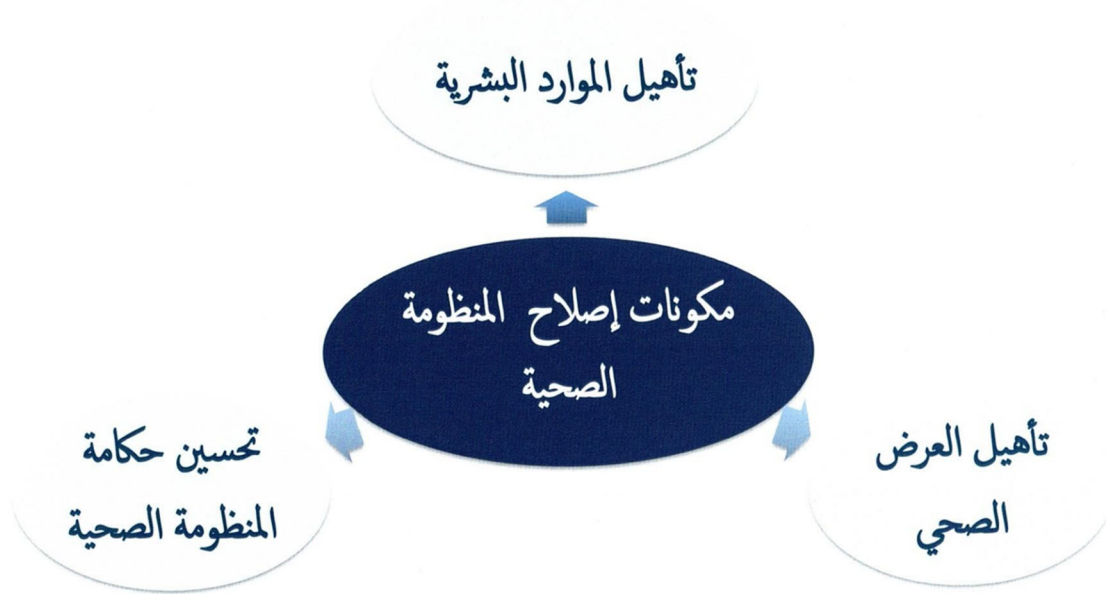 تأهيل الموارد البشرية
مكونات إصلاح المنظومة
الصحية
تأهيل العرض
الصحي
تحسين حكامة
المنظومة الصحية